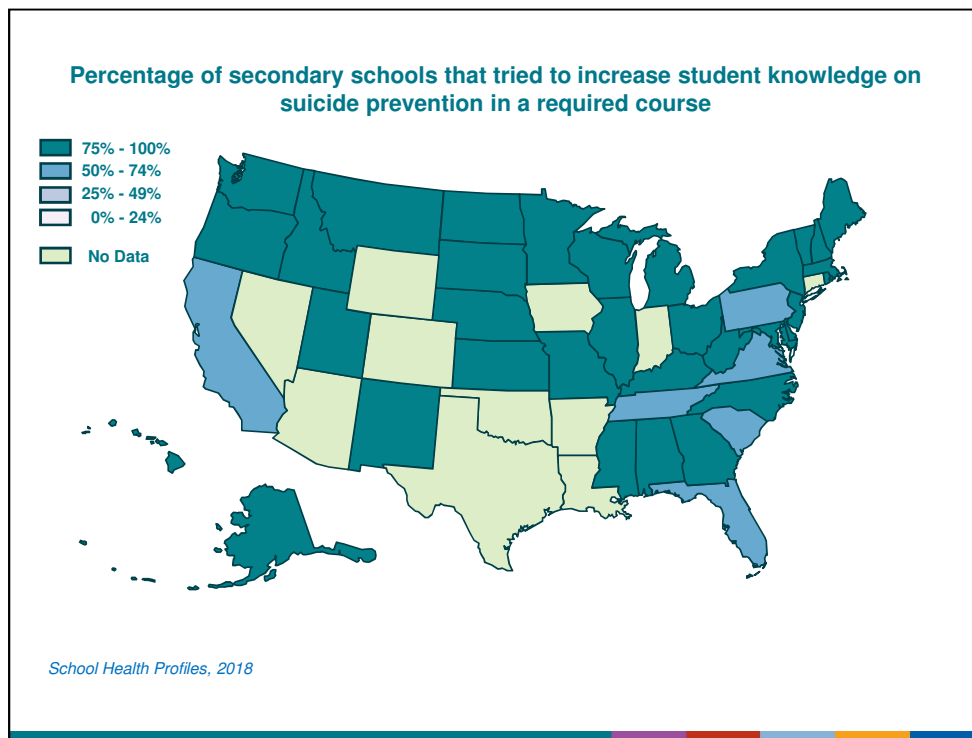 Percentage of secondary schools that tried to increase student knowledge on
suicide prevention in a required course
75% - 100%
50% - 74%
25% - 49%
0% - 24%
No Data
School Health Profiles, 2018